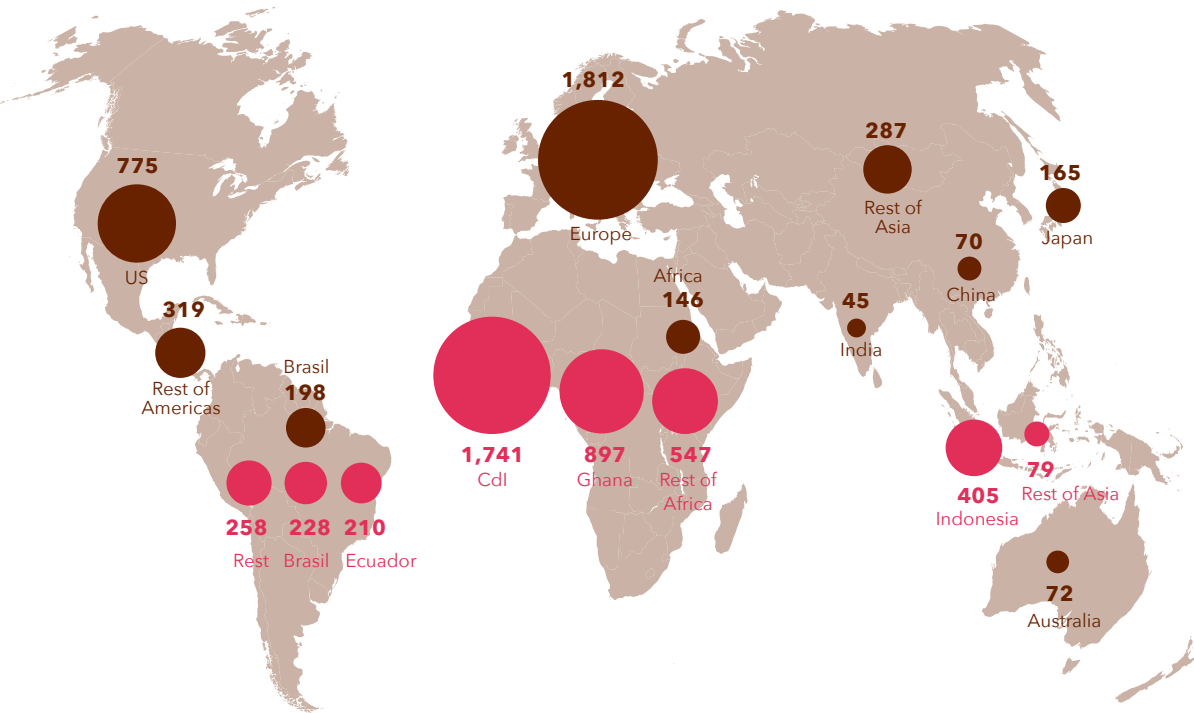 1,812
Europe
775
US
319
Rest of
Americas
Brasil
198
258
Rest
228
Brasil
210
Ecuador
Africa
146
1,741
CdI
897
Ghana
547
Rest of
Africa
287
Rest of
Asia
165
Japan
70
China
45
India
405
Indonesia
79
Rest of Asia
72
Australia